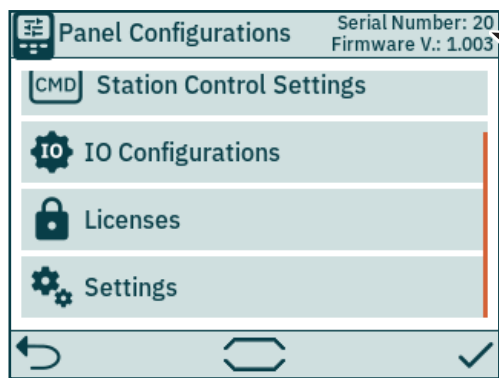 Panel Configurations
Serial Number: 20
Firmware V.: 1.003
CMD Station Control Settings
IO IO Configurations
Licenses
Settings